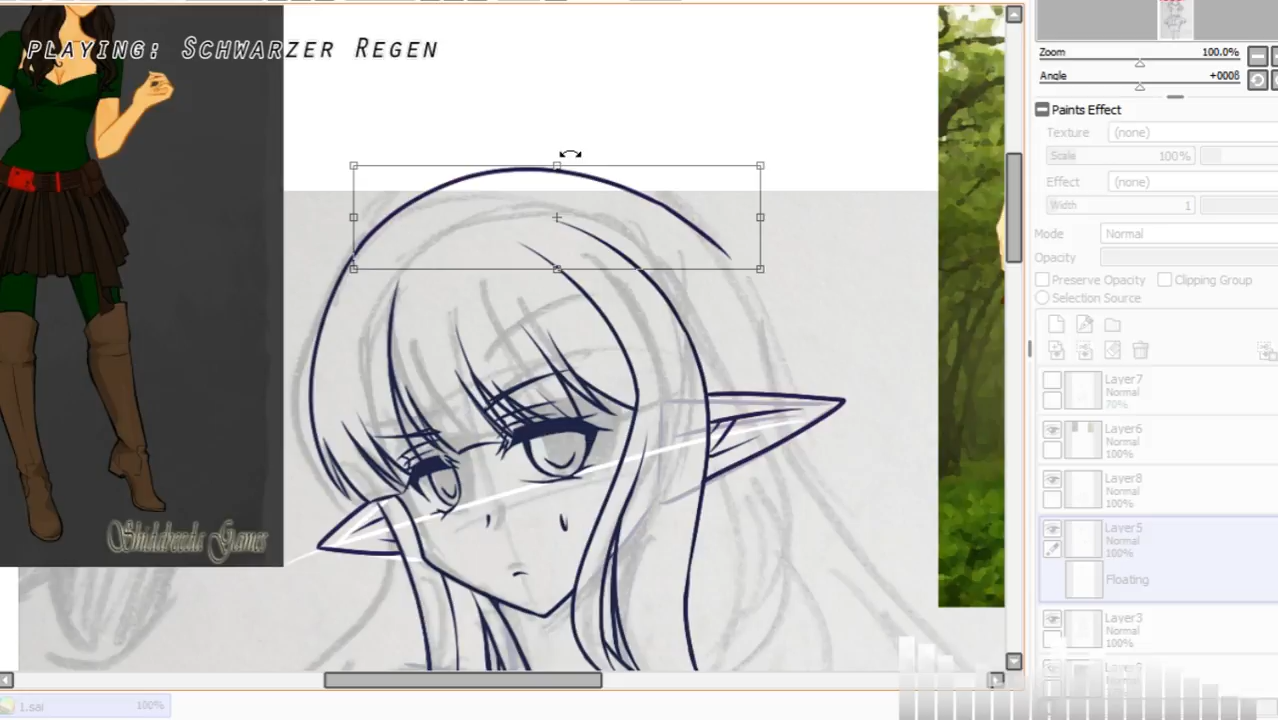 PLAYING: SCHWARZER REGEN
Zoom 100.0%
Angle +0008
Paints Effect
Texture (none)
Scale 100%
Effect (none)
Width 1
Mode Normal
Opacity
Preserve Opacity Clipping Group
Selection Source
Layer7
Normal
70%
Layer6
Normal
100%
Layer8
Normal
100%
Layer5
Normal
100%
Floating
Layer3
Normal
100%
Games
1.sai 100%